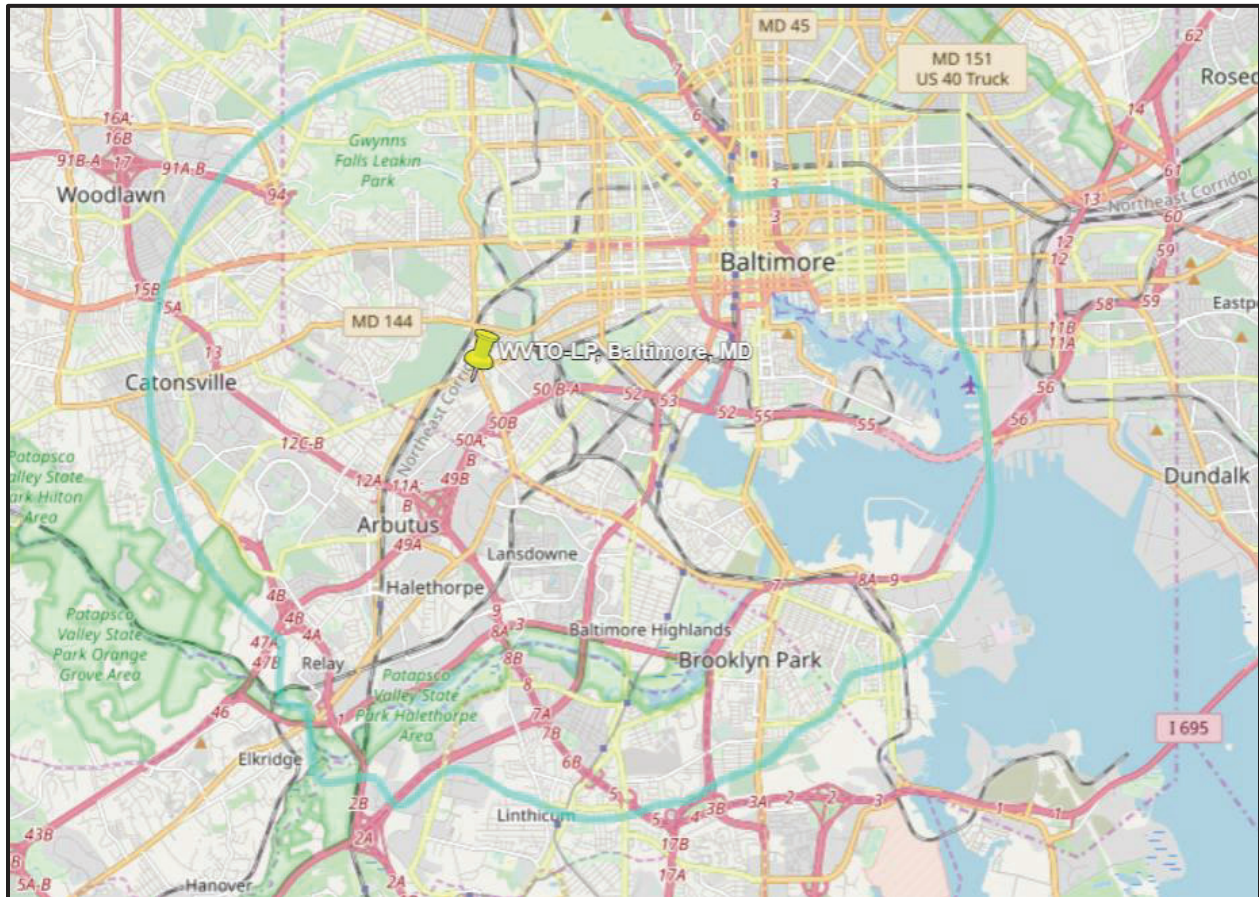 MD 45
62
MD 151
US 40 Truck
Rosed
1
6
14
16A
16B
Gwynns
Falls Leakin
Park
91B-A
17
91A-B
94
61
Woodlawn
3
13
Northeast Corridor
60
3
12
12
59
Baltimore
15B
15A
58
59
Eastp
MD 144
11B
11A
WVTO-LP, Baltimore, MD
13
Catonsville
50 B-A
52
53
52
55
55
56
56
50B
12C-B
50A;
B
Northeast Corri
Patapsco
Valley State
Park Hilton
Area
12A
11A;
B
49B
Dundalk
Arbutus
49A
Lansdowne
4B
4B
4A
Halethorpe
7
8A
9
Patapsco
Valley State
Park Orange
Grove Area
9
8A
3
Baltimore Highlands
47A
47B
Relay
8B
Brooklyn Park
Patapsco
Valley State
Park Halethorpe
Area
8
46
1
7A
7B
I 695
Elkridge
6B
2B
5
Linthicum
5
4
3B
3A
2
2
3
1
1
43B
2A
17B
17A
B
5A-B
Hanover
2A